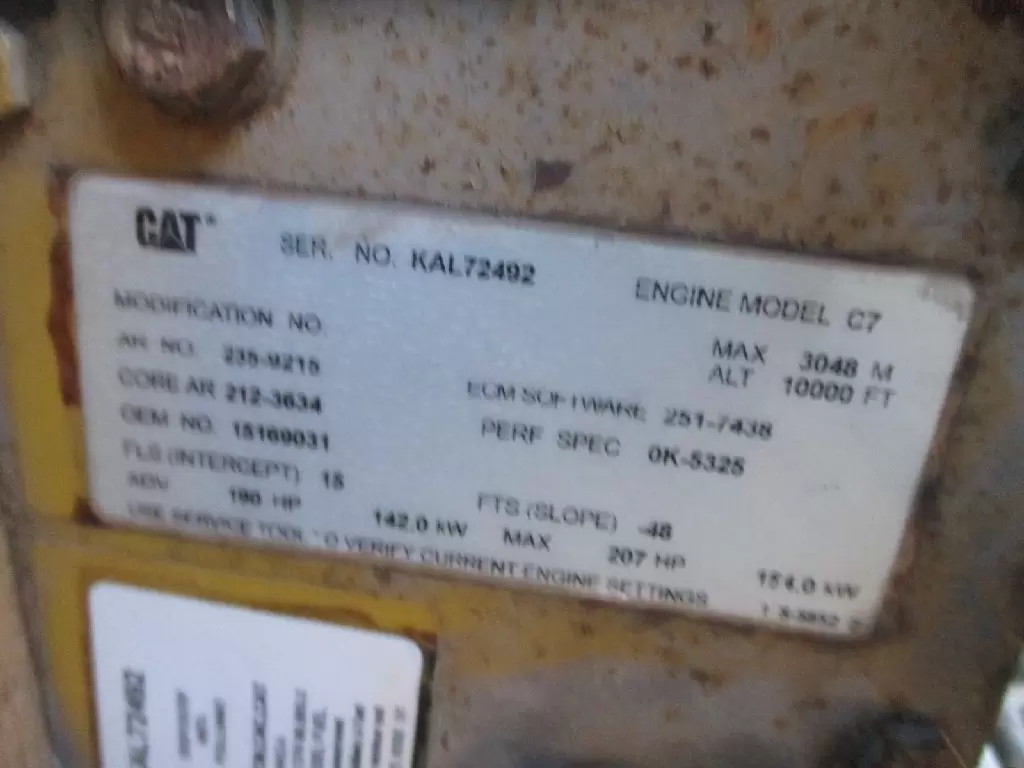 CAT
SER. NO. KAL72492
ENGINE MODEL C7
MODIFICATION NO.
MAX ALT 3048 M
10000 FT
AR NO. 235-9215
CORE AR 212-3634
ECM SOFTWARE 251-7438
OEM NO. 15169031
PERF SPEC 0K-5325
FLS (INTERCEPT) 15
FTS (SLOPE) -48
ADV 190 HP 142.0 kW MAX 207 HP 154.0 kW
USE SERVICE TOOL TO VERIFY CURRENT ENGINE SETTINGS
KAL72492